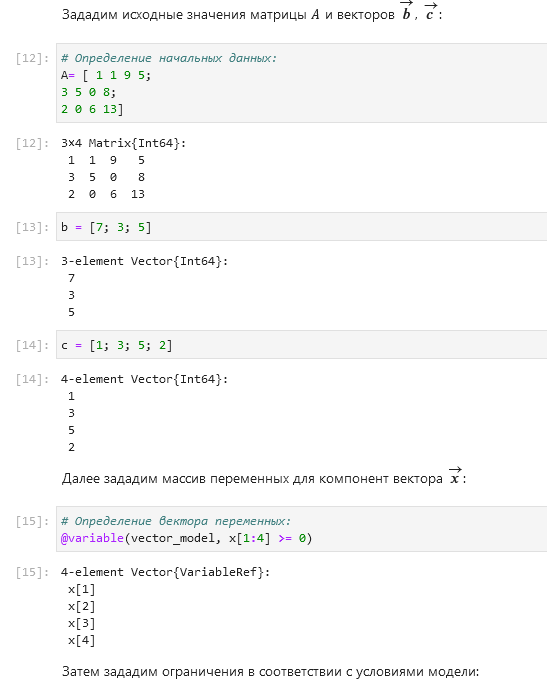 Зададим исходные значения матрицы A и векторов b⃗, c⃗:
[12]: # Определение начальных данных:
A= [ 1 1 9 5;
3 5 0 8;
2 0 6 13]
[12]: 3×4 Matrix{Int64}:
1 1 9 5
3 5 0 8
2 0 6 13
[13]: b = [7; 3; 5]
[13]: 3-element Vector{Int64}:
7
3
5
[14]: c = [1; 3; 5; 2]
[14]: 4-element Vector{Int64}:
1
3
5
2
Далее зададим массив переменных для компонент вектора x⃗:
[15]: # Определение вектора переменных:
@variable(vector_model, x[1:4] >= 0)
[15]: 4-element Vector{VariableRef}:
x[1]
x[2]
x[3]
x[4]
Затем зададим ограничения в соответствии с условиями модели: